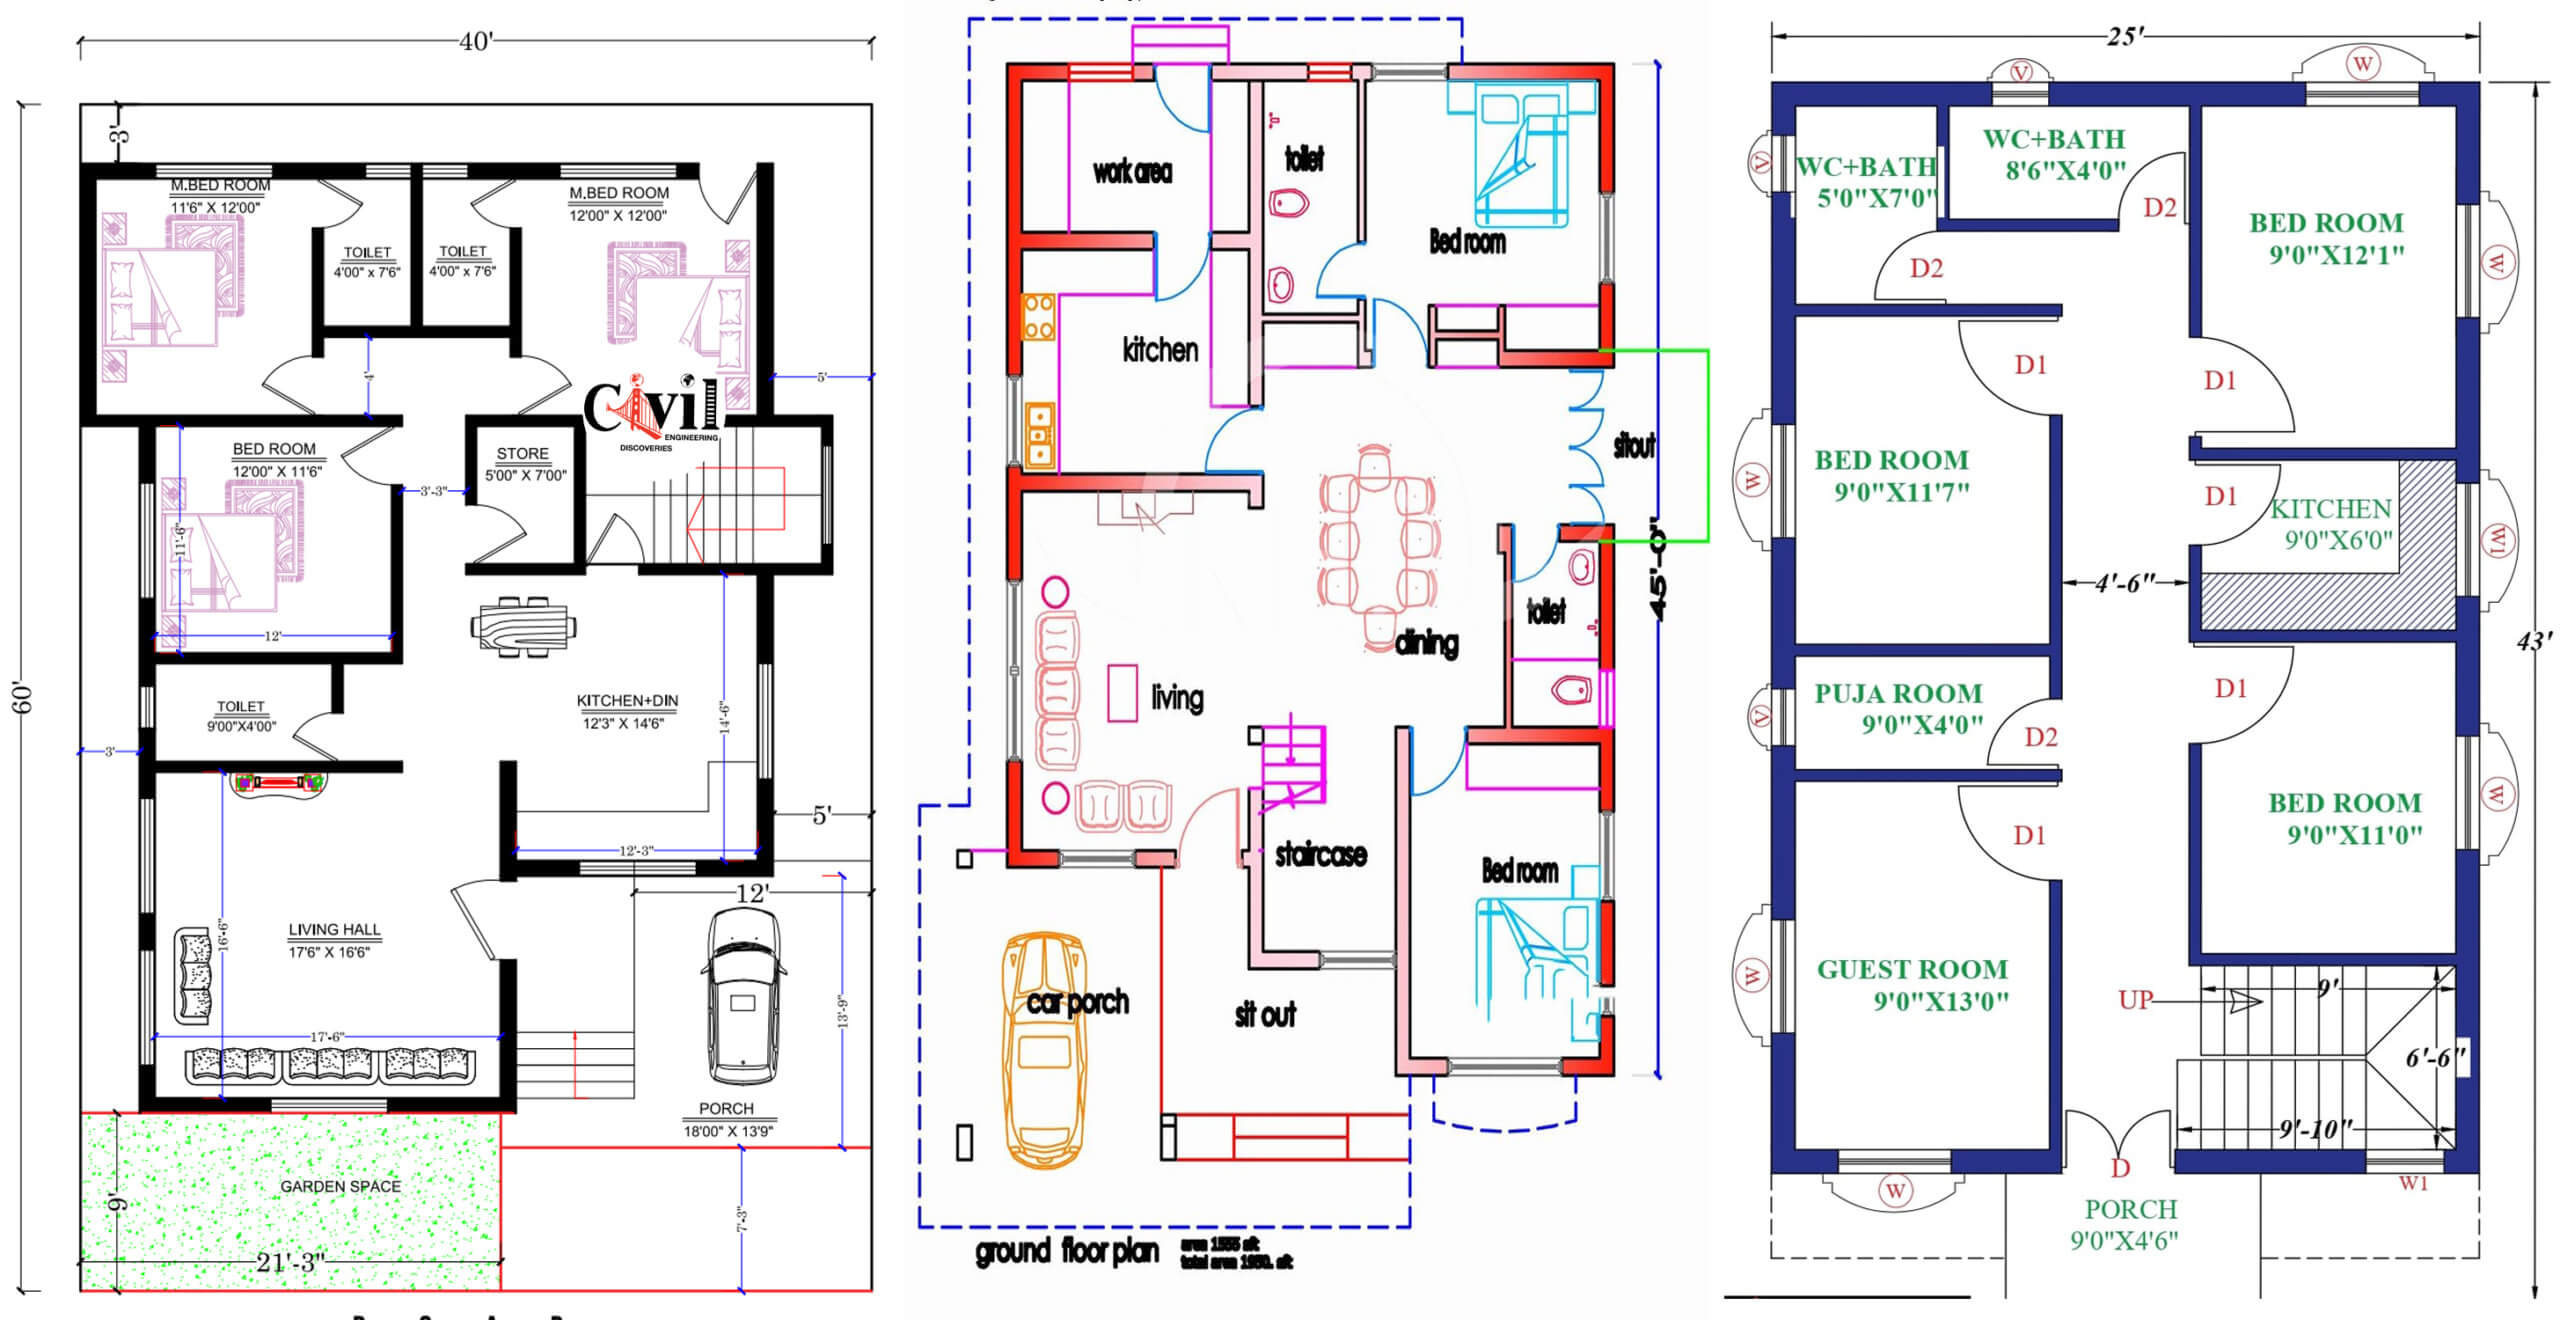 40'
3'
60'
M.BED ROOM
11'6" X 12'00"
TOILET
4'00" x 7'6"
TOILET
4'00" x 7'6"
M.BED ROOM
12'00" X 12'00"
4'
5'
Civil
ENGINEERING
DISCOVERIES
BED ROOM
12'00" X 11'6"
11'-6"
12'
3'-3"
STORE
5'00" X 7'00"
TOILET
9'00"X4'00"
3'
KITCHEN+DIN
12'3" X 14'6"
14'-6"
12'-3"
5'
12'
LIVING HALL
17'6" X 16'6"
16'-6"
17'-6"
13'-9"
PORCH
18'00" X 13'9"
GARDEN SPACE
9'
21'-3"
7'-3"
work area
toilet
Bed room
kitchen
sitout
45'-0"
toilet
dining
living
staircase
Bed room
car porch
sit out
ground floor plan
area 1555 sft
total area 1950. sft
25'
V
W
V
WC+BATH
5'0"X7'0"
WC+BATH
8'6"X4'0"
D2
D2
BED ROOM
9'0"X12'1"
W
D1
D1
BED ROOM
9'0"X11'7"
W
D1
KITCHEN
9'0"X6'0"
W1
4'-6"
43'
PUJA ROOM
9'0"X4'0"
V
D2
D1
BED ROOM
9'0"X11'0"
W
D1
GUEST ROOM
9'0"X13'0"
W
UP
9'
6'-6"
9'-10"
D
W
W1
PORCH
9'0"X4'6"